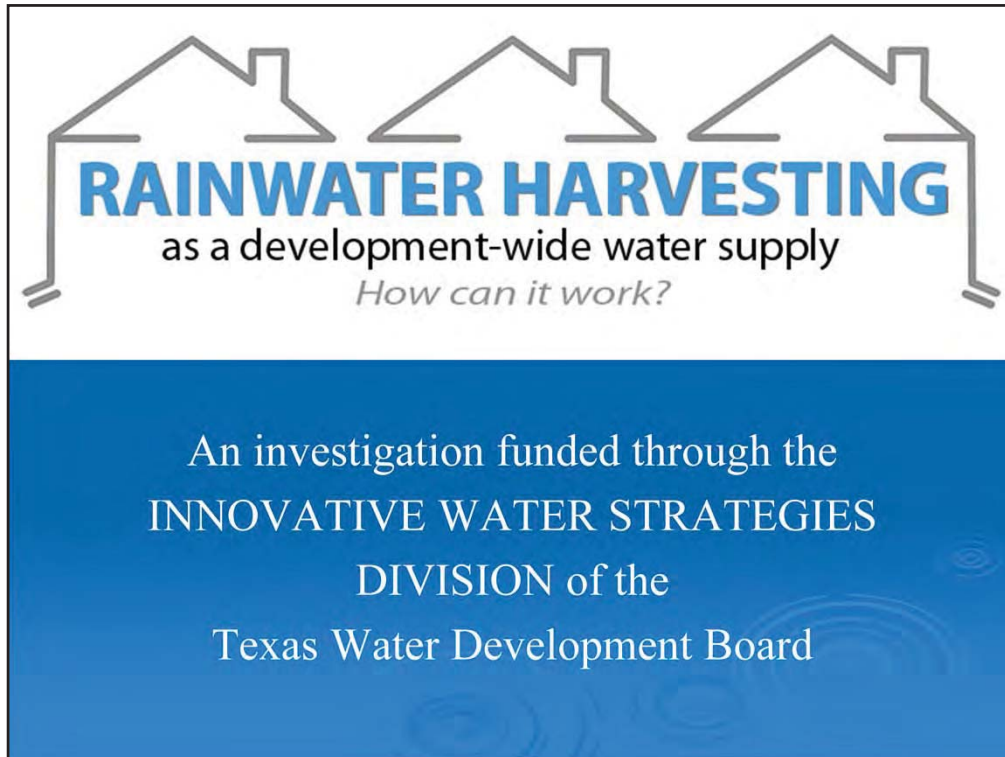 RAINWATER HARVESTING
as a development-wide water supply
How can it work?
An investigation funded through the
INNOVATIVE WATER STRATEGIES
DIVISION of the
Texas Water Development Board